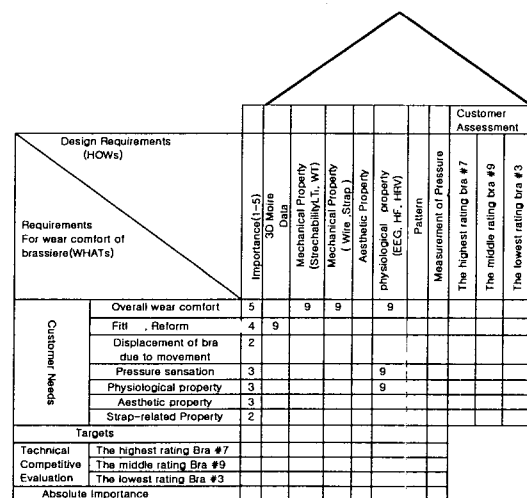 Customer
Assessment
Design Requirements
(HOWs)
Requirements
For wear comfort of
brassiere(WHATs)
Importance(1-5)
3D Moire
Data
Mechanical Property
(StrechabilityLTi, WT)
Mechanical Property
( Wire ,Strap )
Aesthetic Property
physiological property
(EEG, HF, HRV)
Pattern
Measurement of Pressure
The highest rating bra #7
The middle rating bra #9
The lowest rating bra #3
Customer Needs
Overall wear comfort 5 9 9 9
Fitl , Reform 4 9
Displacement of bra
due to movement 2
Pressure sensation 3 9
Physiological property 3 9
Aesthetic property 3
Strap-related Property 2
Targets
Technical
Competitive
Evaluation
The highest rating Bra #7
The middle rating Bra #9
The lowest rating Bra #3
Absolute Importance